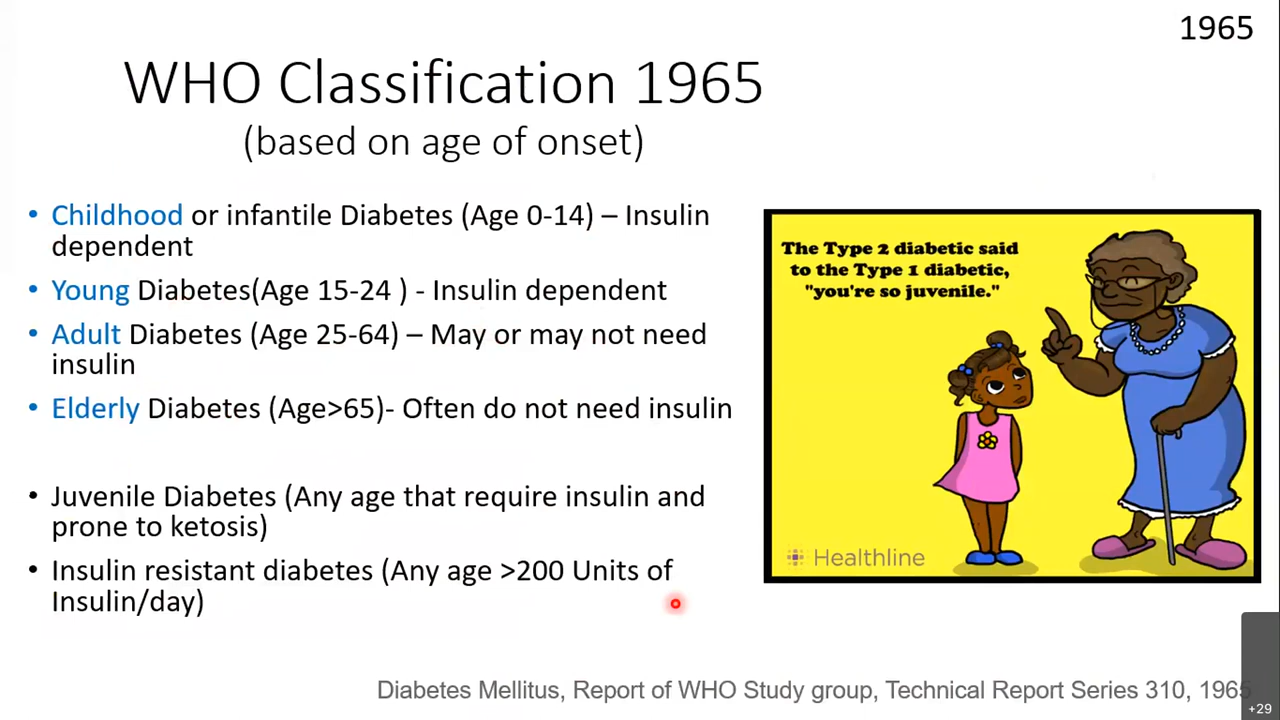 1965
WHO Classification 1965
(based on age of onset)
• Childhood or infantile Diabetes (Age 0-14) – Insulin
dependent
• Young Diabetes(Age 15-24 ) - Insulin dependent
• Adult Diabetes (Age 25-64) – May or may not need
insulin
• Elderly Diabetes (Age>65)- Often do not need insulin
• Juvenile Diabetes (Any age that require insulin and
prone to ketosis)
• Insulin resistant diabetes (Any age >200 Units of
Insulin/day)
The Type 2 diabetic said
to the Type 1 diabetic,
"you're so juvenile."
Healthline
Diabetes Mellitus, Report of WHO Study group, Technical Report Series 310, 1965
+29